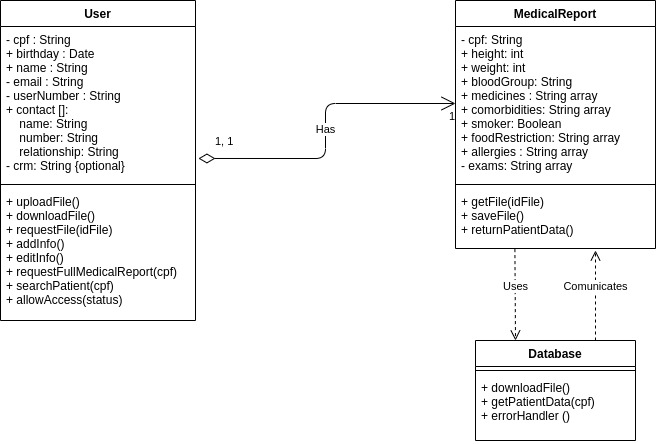 User
- cpf : String
+ birthday : Date
+ name : String
- email : String
- userNumber : String
+ contact []:
name: String
number: String
relationship: String
- crm: String {optional}
+ uploadFile()
+ downloadFile()
+ requestFile(idFile)
+ addInfo()
+ editInfo()
+ requestFullMedicalReport(cpf)
+ searchPatient(cpf)
+ allowAccess(status)
1, 1
Has
1
MedicalReport
- cpf: String
+ height: int
+ weight: int
+ bloodGroup: String
+ medicines : String array
+ comorbidities: String array
+ smoker: Boolean
+ foodRestriction: String array
+ allergies : String array
- exams: String array
+ getFile(idFile)
+ saveFile()
+ returnPatientData()
Uses
Comunicates
Database
+ downloadFile()
+ getPatientData(cpf)
+ errorHandler ()